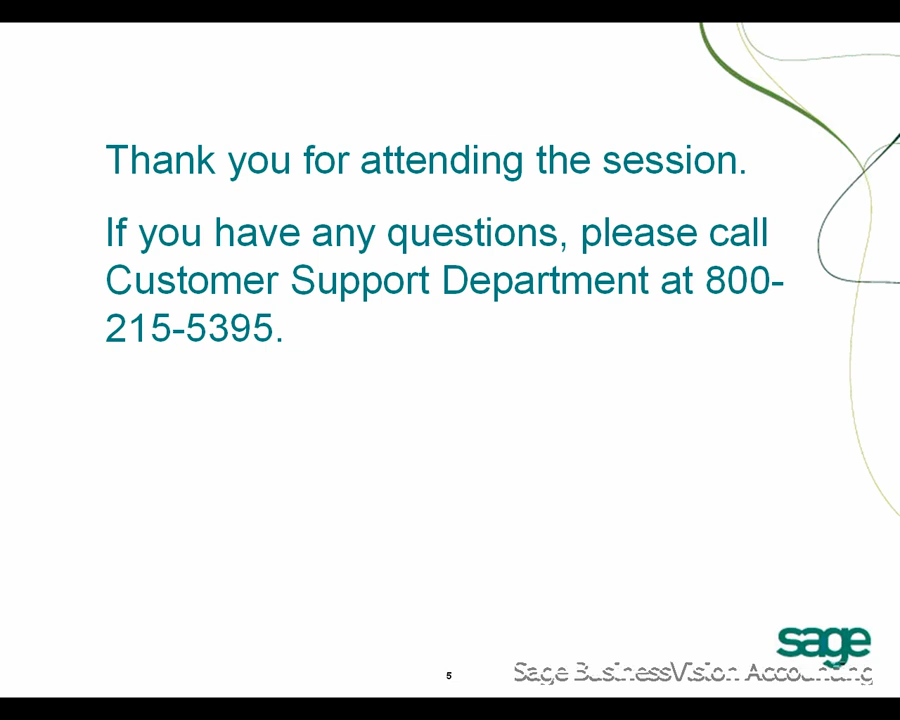 Thank you for attending the session.
If you have any questions, please call
Customer Support Department at 800-
215-5395.
sage
5
Sage BusinessVision Accounting